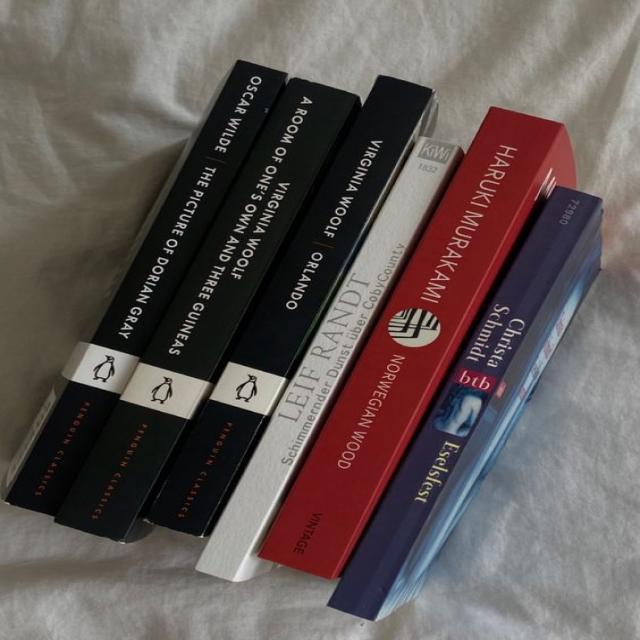 OSCAR WILDE | THE PICTURE OF DORIAN GRAY
PENGUIN CLASSICS
VIRGINIA WOOLF
A ROOM OF ONE'S OWN AND THREE GUINEAS
PENGUIN CLASSICS
VIRGINIA WOOLF | ORLANDO
PENGUIN CLASSICS
KiWi
1832
LEIF RANDT
Schimmernder Dunst über CobyCounty
HARUKI MURAKAMI
NORWEGIAN WOOD
VINTAGE
72980
Christa
Schmidt
btb
Eselsfest